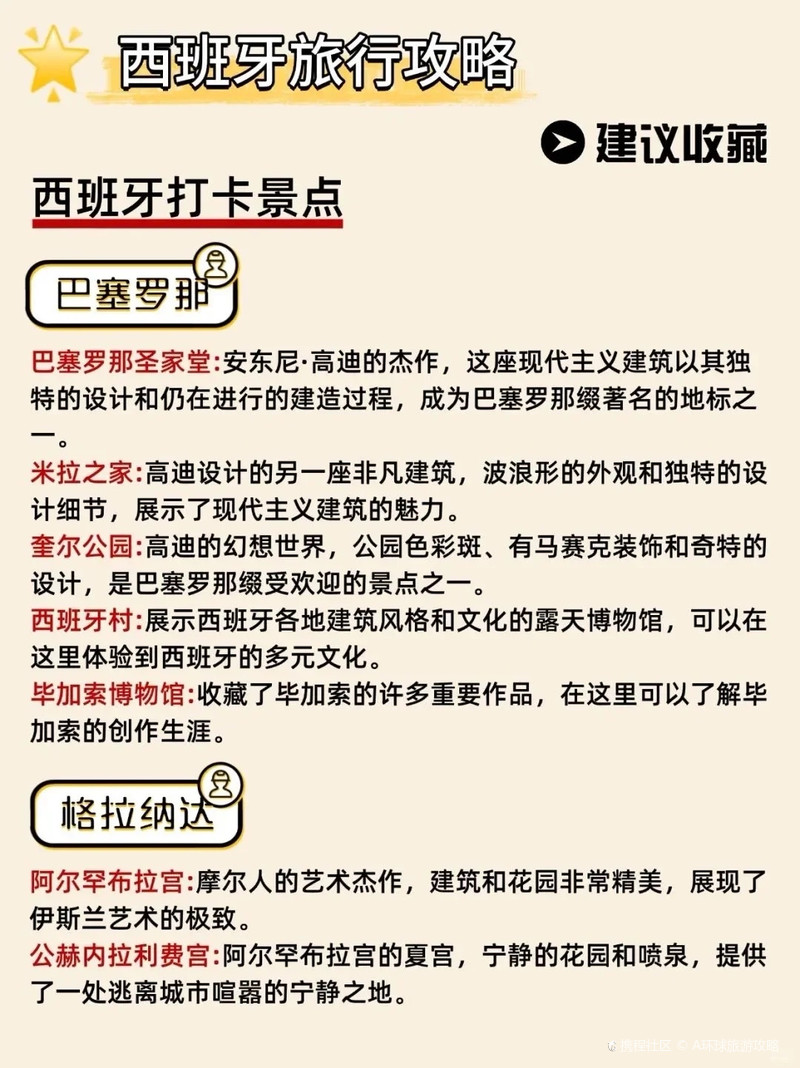 西班牙旅行攻略
建议收藏
西班牙打卡景点
巴塞罗那
巴塞罗那圣家堂:安东尼·高迪的杰作，这座现代主义建筑以其独
特的设计和仍在进行的建造过程，成为巴塞罗那缀著名的地标之
一。
米拉之家:高迪设计的另一座非凡建筑，波浪形的外观和独特的设
计细节，展示了现代主义建筑的魅力。
奎尔公园:高迪的幻想世界，公园色彩斑、有马赛克装饰和奇特的
设计，是巴塞罗那缀受欢迎的景点之一。
西班牙村:展示西班牙各地建筑风格和文化的露天博物馆，可以在
这里体验到西班牙的多元文化。
毕加索博物馆:收藏了毕加索的许多重要作品，在这里可以了解毕
加索的创作生涯。
格拉纳达
阿尔罕布拉宫:摩尔人的艺术杰作，建筑和花园非常精美，展现了
伊斯兰艺术的极致。
公赫内拉利费宫:阿尔罕布拉宫的夏宫，宁静的花园和喷泉，提供
了一处逃离城市喧嚣的宁静之地。